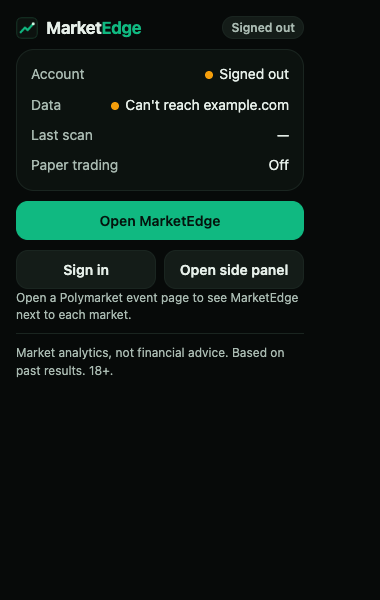 MarketEdge Signed out
Account Signed out
Data Can't reach example.com
Last scan —
Paper trading Off
Open MarketEdge
Sign in Open side panel
Open a Polymarket event page to see MarketEdge
next to each market.
Market analytics, not financial advice. Based on
past results. 18+.